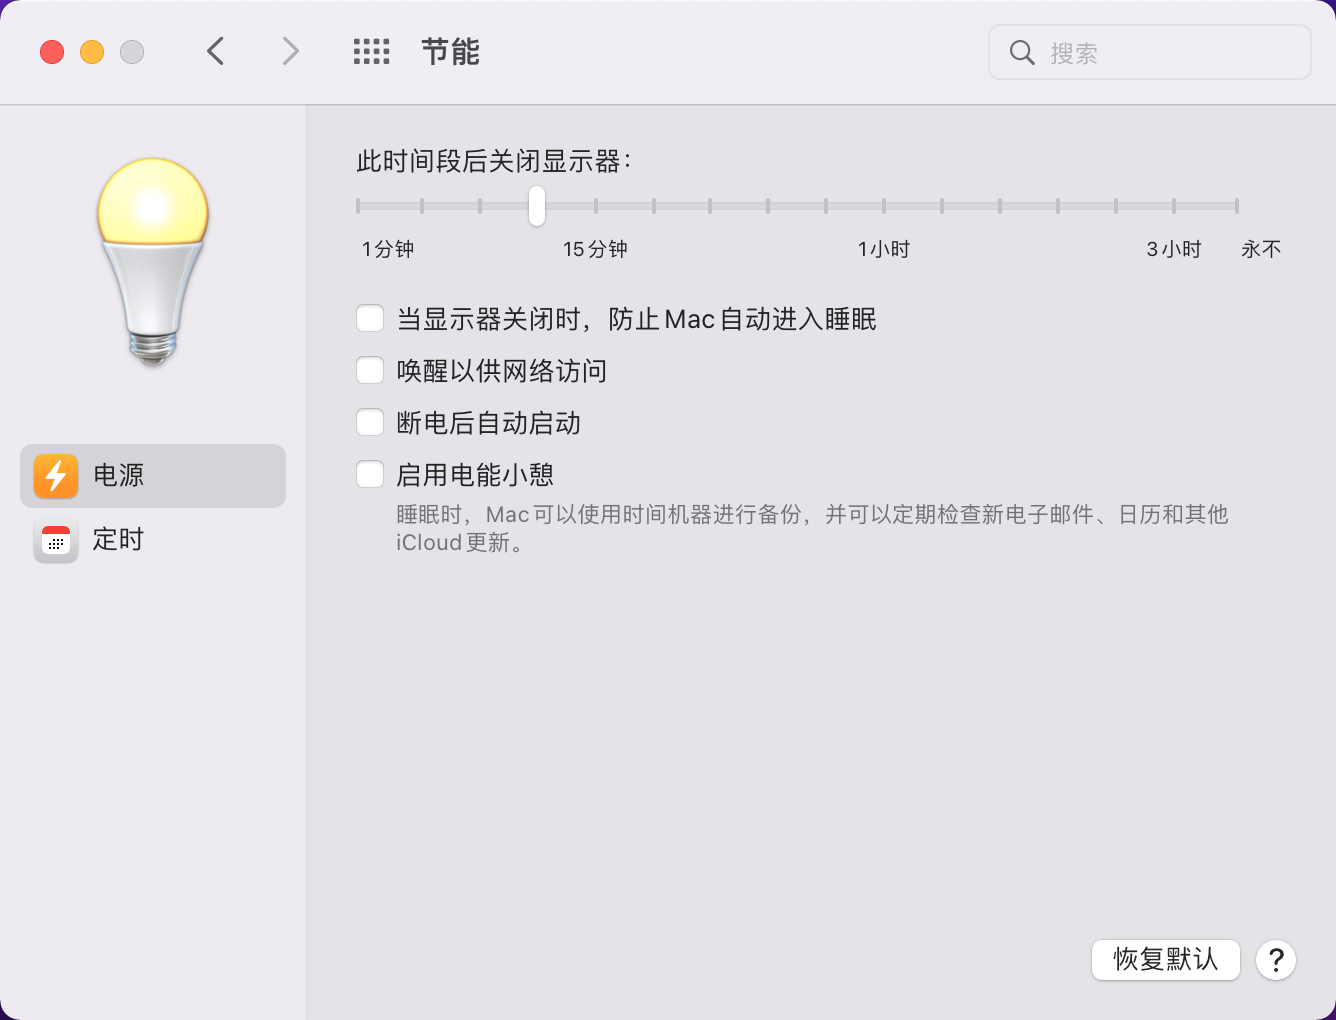 节能
搜索
电源
定时
此时间段后关闭显示器：
1分钟 15分钟 1小时 3小时 永不
当显示器关闭时，防止Mac自动进入睡眠
唤醒以供网络访问
断电后自动启动
启用电能小憩
睡眠时，Mac可以使用时间机器进行备份，并可以定期检查新电子邮件、日历和其他
iCloud更新。
恢复默认 ?